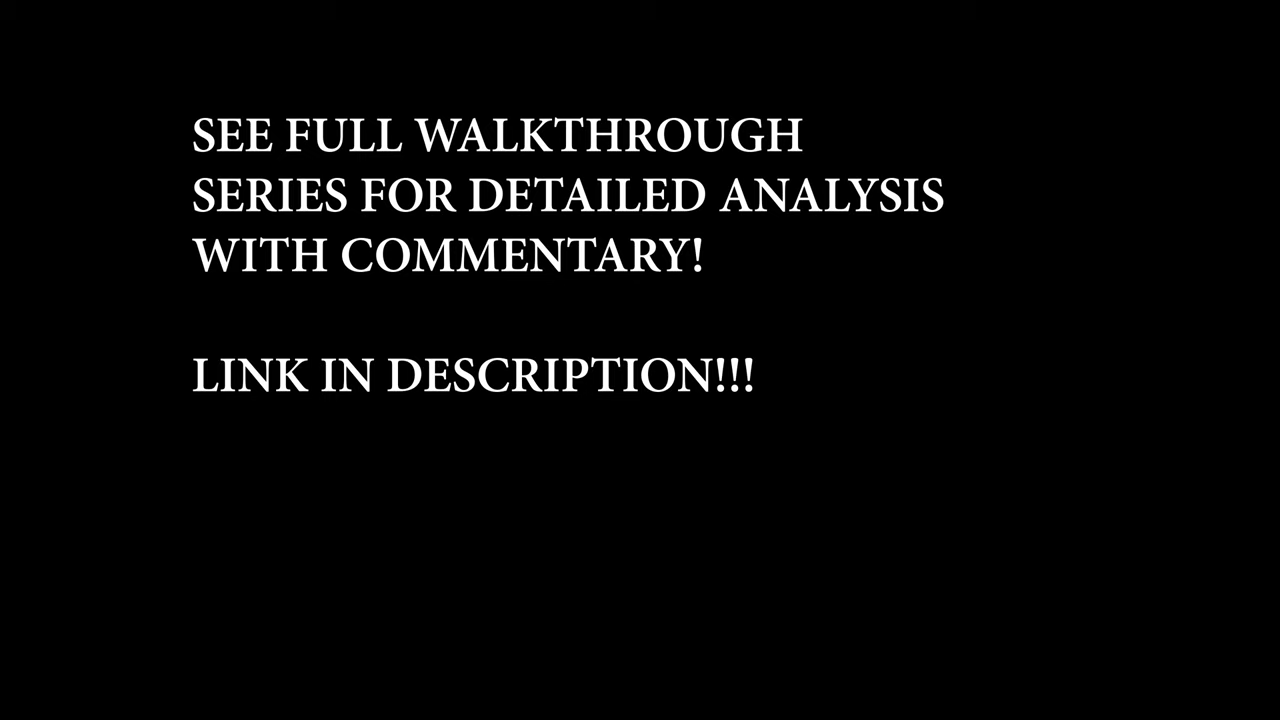 SEE FULL WALKTHROUGH
SERIES FOR DETAILED ANALYSIS
WITH COMMENTARY!
LINK IN DESCRIPTION!!!